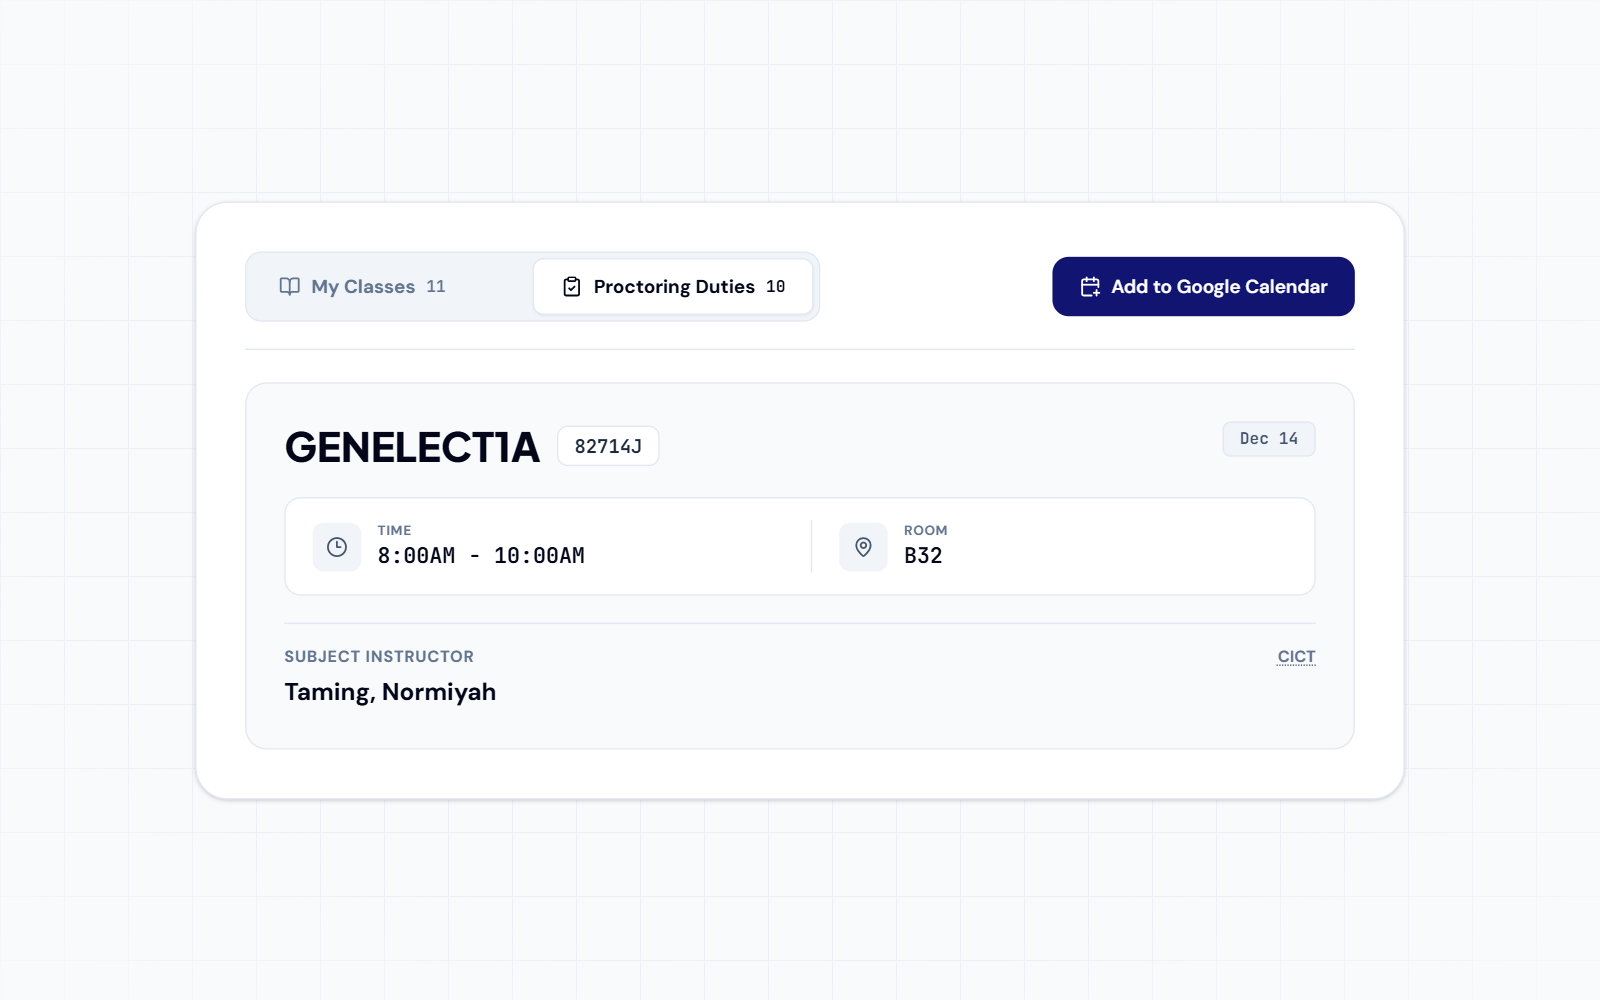 My Classes 11
Proctoring Duties 10
Add to Google Calendar
GENELECT1A
82714J
Dec 14
TIME
8:00AM - 10:00AM
ROOM
B32
SUBJECT INSTRUCTOR
CICT
Taming, Normiyah